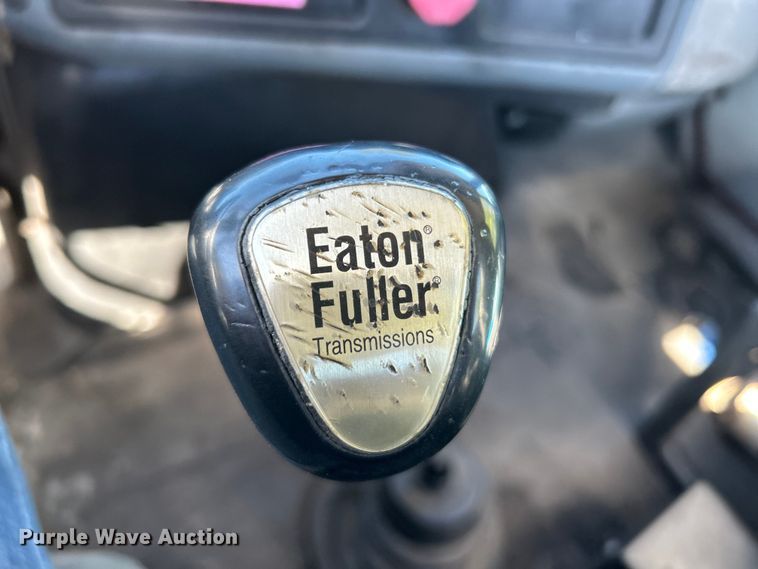 Eaton®
Fuller®
Transmissions
Purple Wave Auction